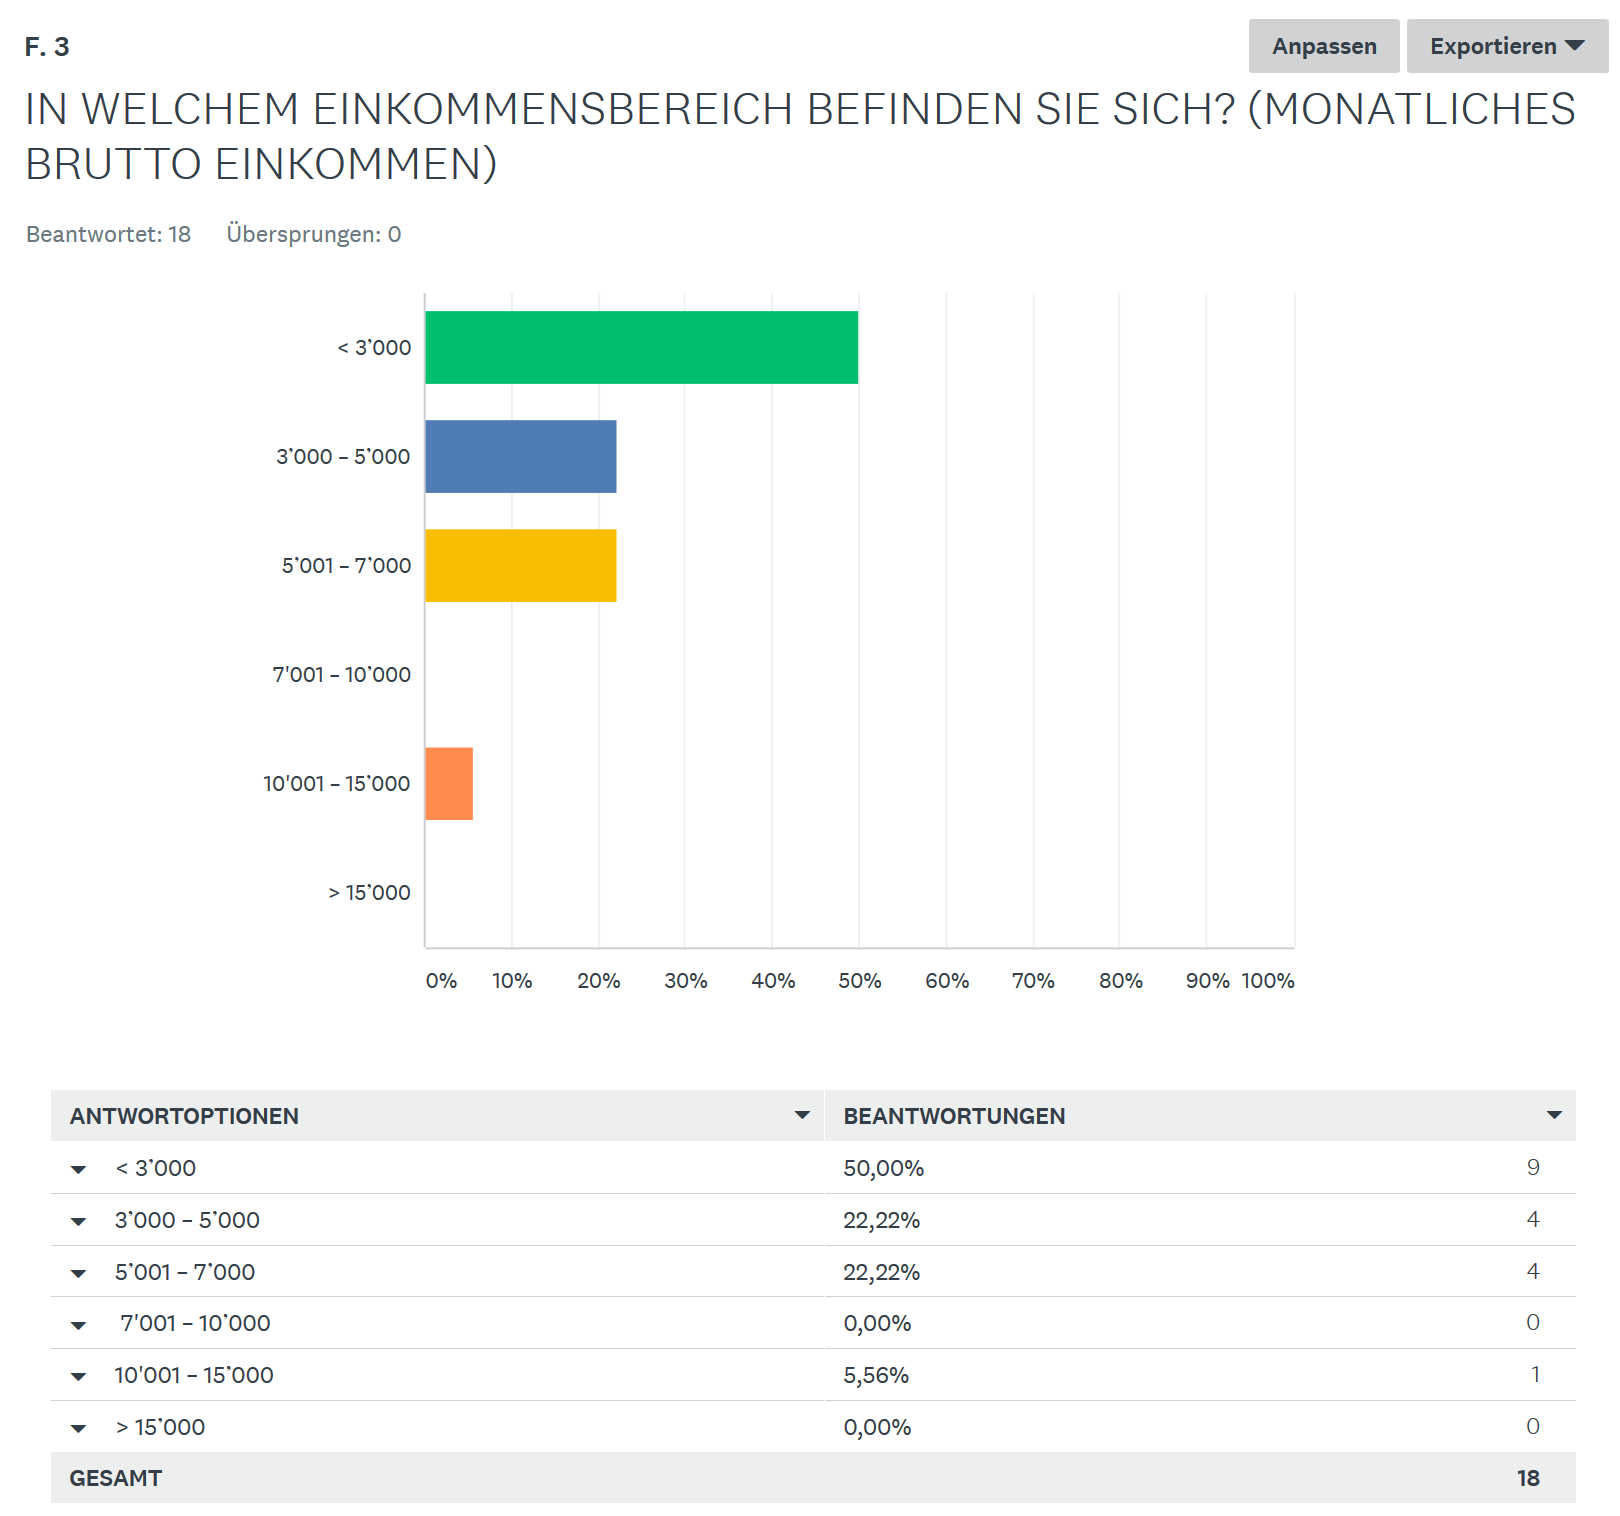 F. 3
Anpassen
Exportieren
IN WELCHEM EINKOMMENSBEREICH BEFINDEN SIE SICH? (MONATLICHES
BRUTTO EINKOMMEN)
Beantwortet: 18 Übersprungen: 0
< 3’000
3’000 – 5’000
5’001 – 7’000
7'001 – 10’000
10'001 – 15’000
> 15’000
0% 10% 20% 30% 40% 50% 60% 70% 80% 90% 100%
ANTWORTOPTIONEN BEANTWORTUNGEN
< 3’000 50,00% 9
3’000 – 5’000 22,22% 4
5’001 – 7’000 22,22% 4
7'001 – 10’000 0,00% 0
10'001 – 15’000 5,56% 1
> 15’000 0,00% 0
GESAMT 18